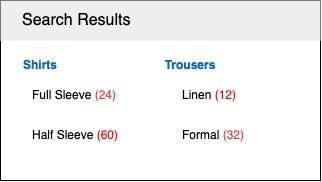 Search Results
Shirts Trousers
Full Sleeve (24) Linen (12)
Half Sleeve (60) Formal (32)